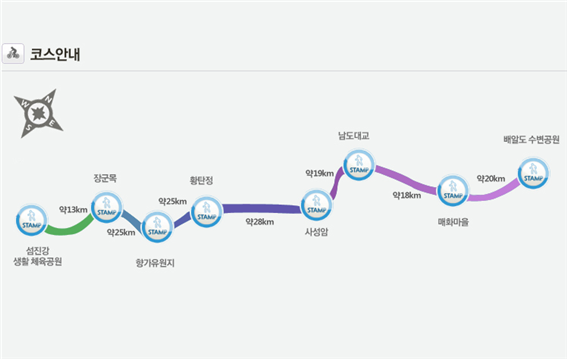 코스안내
N
E
S
W
남도대교
배알도 수변공원
장군목
황탄정
약19km
약20km
약25km
약13km
약18km
약28km
약25km
STAMP
STAMP
STAMP
STAMP
STAMP
STAMP
STAMP
STAMP
사성암
매화마을
섬진강
생활 체육공원
향가유원지